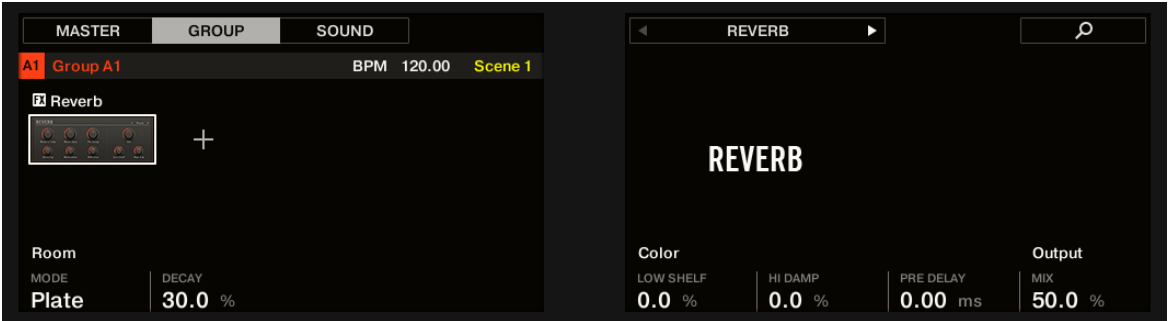 MASTER GROUP SOUND
A1 Group A1 BPM 120.00 Scene 1
FX Reverb
REVERB
Room
MODE DECAY
Plate 30.0 %
REVERB
REVERB
Color Output
LOW SHELF HI DAMP PRE DELAY MIX
0.0 % 0.0 % 0.00 ms 50.0 %